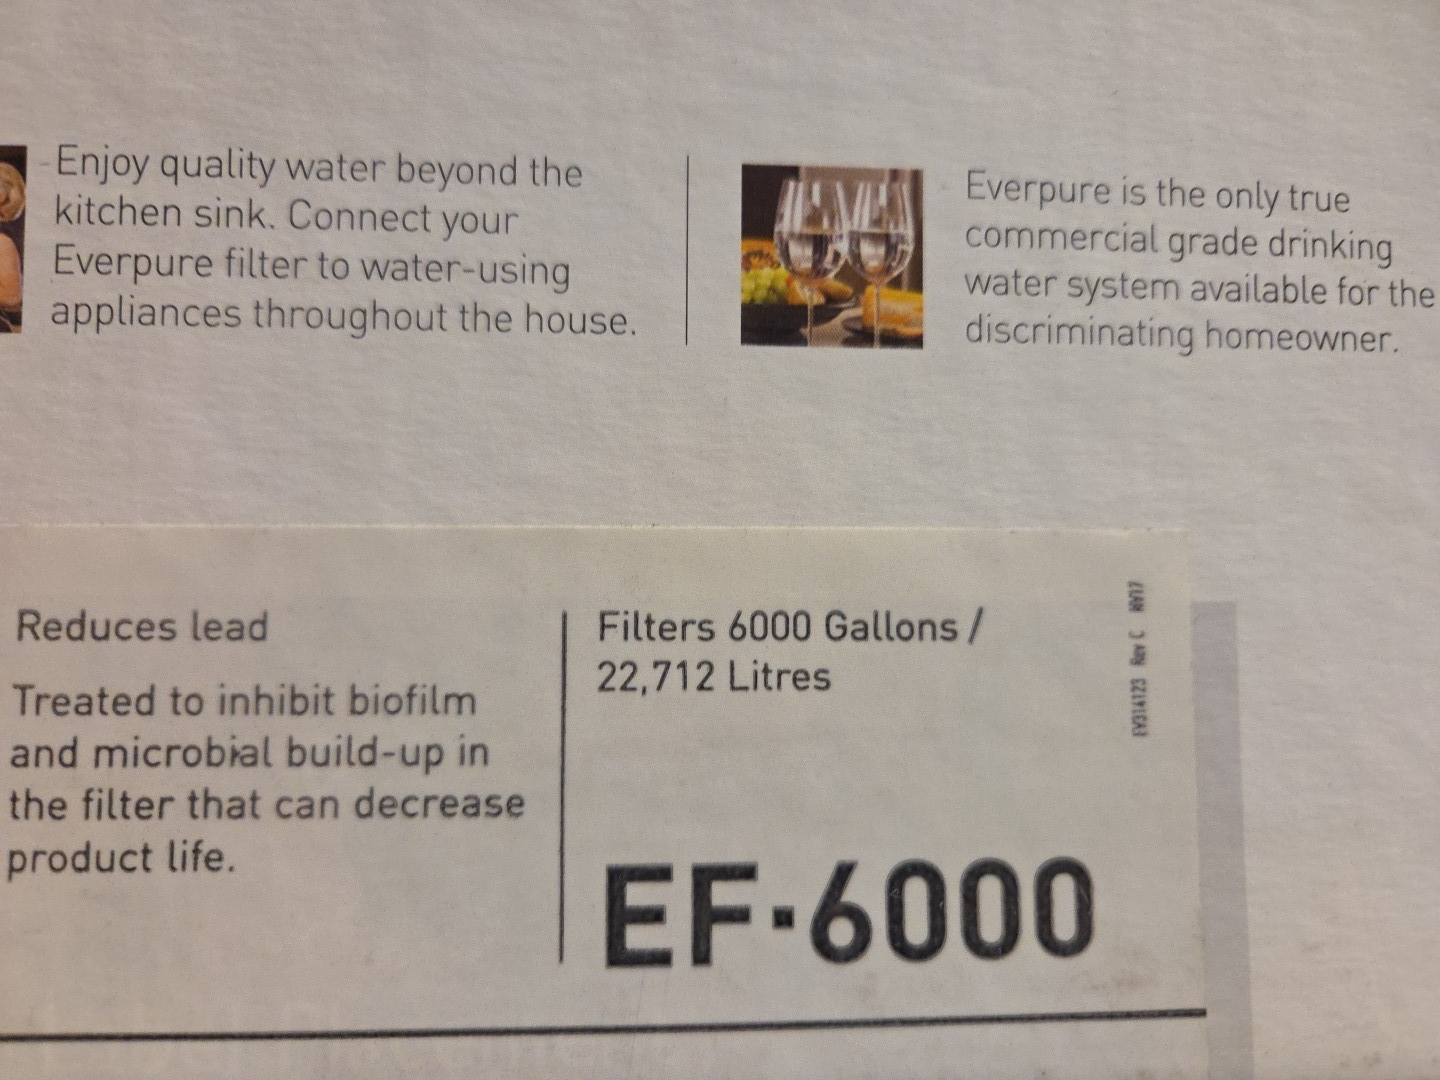 Enjoy quality water beyond the
kitchen sink. Connect your
Everpure filter to water-using
appliances throughout the house.
Everpure is the only true
commercial grade drinking
water system available for the
discriminating homeowner.
Reduces lead
Treated to inhibit biofilm
and microbial build-up in
the filter that can decrease
product life.
Filters 6000 Gallons /
22,712 Litres
EF·6000
EV314123 Rev C NV17